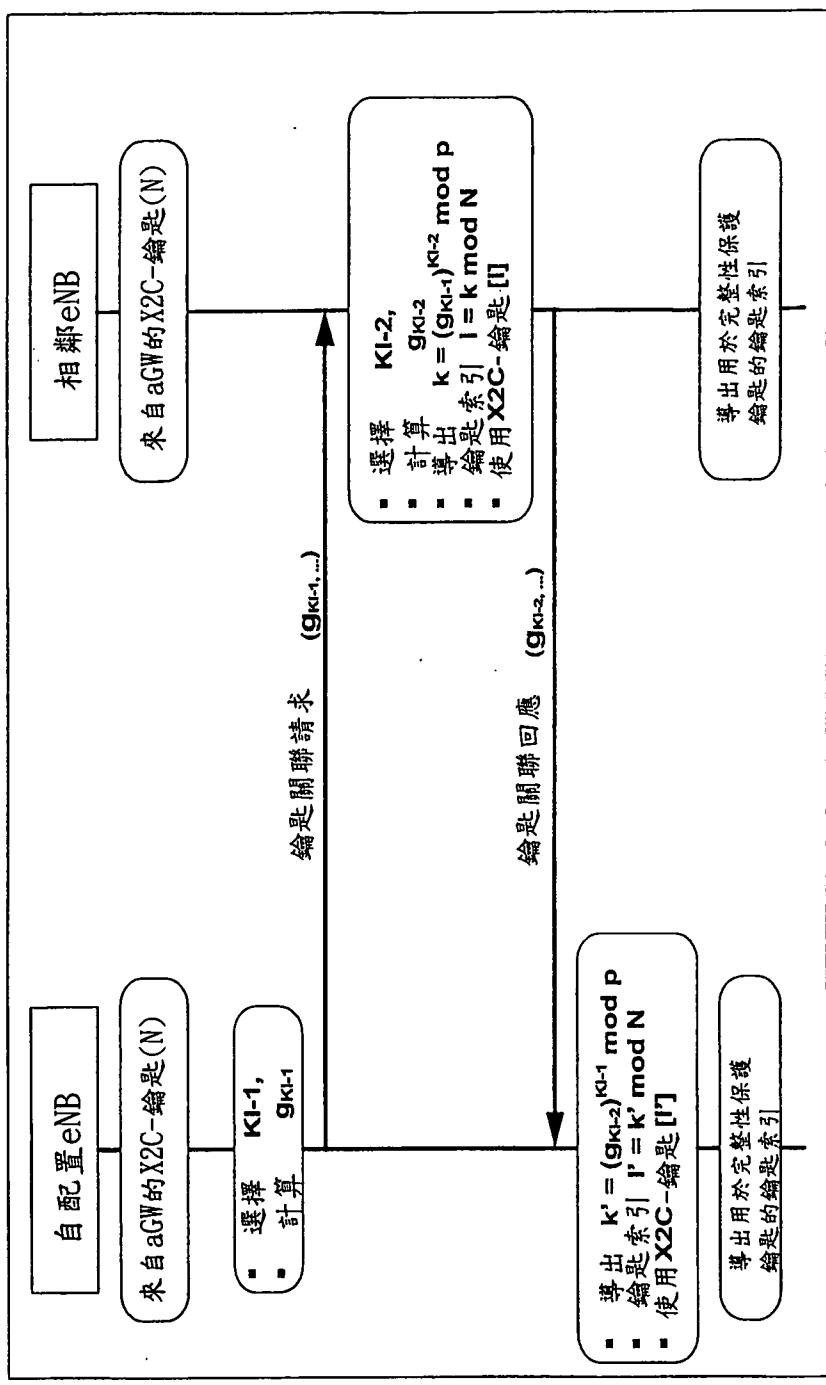 自配置eNB
相鄰eNB
來自aGW的X2C-鑰匙(N)
來自aGW的X2C-鑰匙(N)
▪ 選擇 KI-1,
▪ 計算 gKI-1
鑰匙關聯請求 (gKI-1, ...)
▪ 選擇 KI-2,
▪ 計算 gKI-2
▪ 導出 k = (gKI-1)^KI-2 mod p
▪ 鑰匙索引 I = k mod N
▪ 使用X2C-鑰匙[I]
鑰匙關聯回應 (gKI-2, ...)
▪ 導出 k' = (gKI-2)^KI-1 mod p
▪ 鑰匙索引 I' = k' mod N
▪ 使用X2C-鑰匙[I']
導出用於完整性保護
鑰匙的鑰匙索引
導出用於完整性保護
鑰匙的鑰匙索引